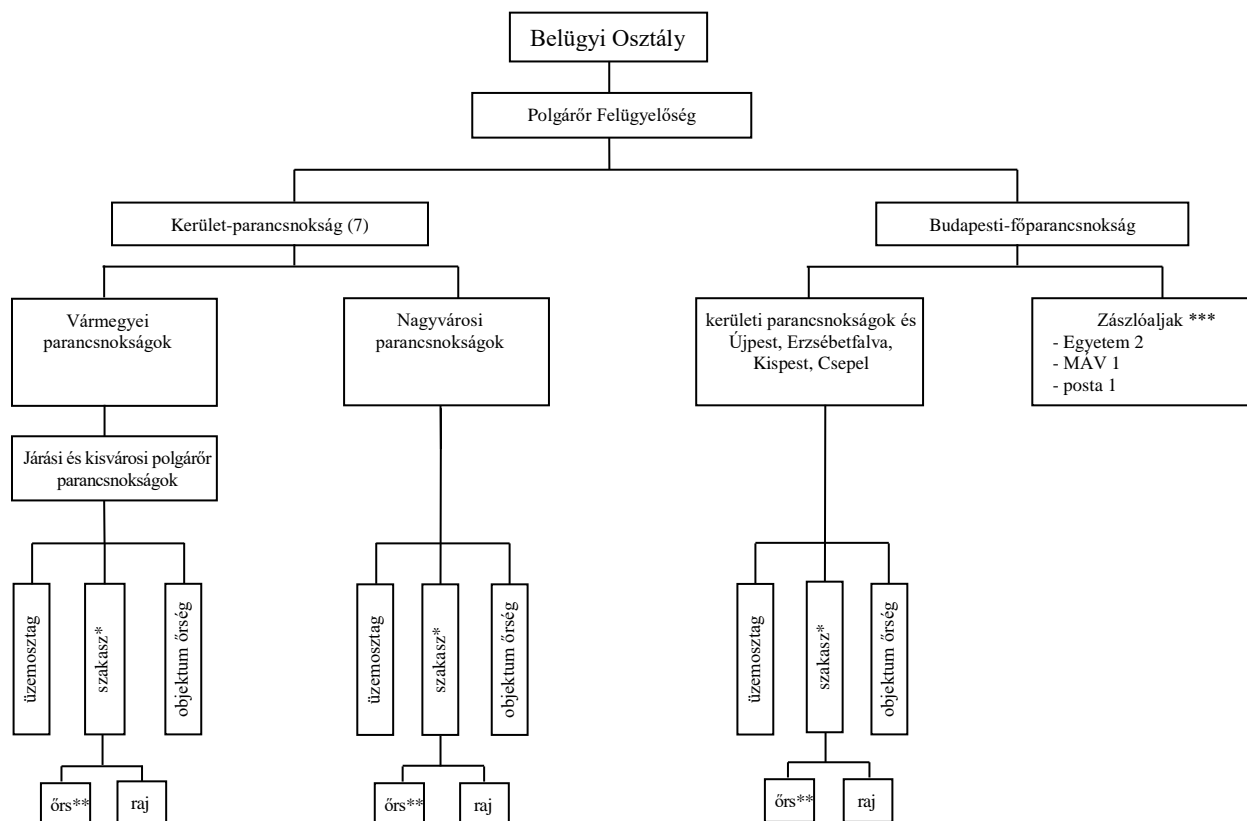 Belügyi Osztály
Polgárőr Felügyelőség
Kerület-parancsnokság (7)
Budapesti-főparancsnokság
Vármegyei
parancsnokságok
Nagyvárosi
parancsnokságok
kerületi parancsnokságok és
Újpest, Erzsébetfalva,
Kispest, Csepel
Zászlóaljak ***
- Egyetem 2
- MÁV 1
- posta 1
Járási és kisvárosi polgárőr
parancsnokságok
üzemosztag
szakasz*
objektum őrség
üzemosztag
szakasz*
objektum őrség
üzemosztag
szakasz*
objektum őrség
őrs**
raj
őrs**
raj
őrs**
raj